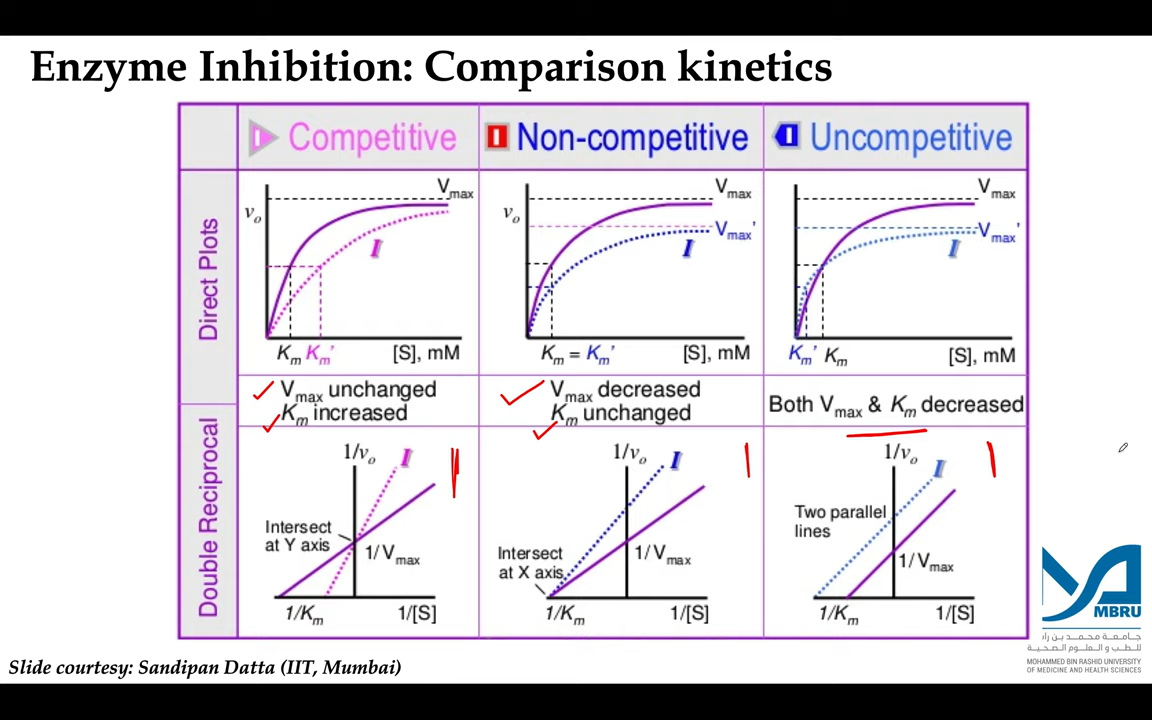 Enzyme Inhibition: Comparison kinetics
I Competitive
I Non-competitive
I Uncompetitive
Direct Plots
vo
Vmax
I
Km Km’
[S], mM
vo
Vmax
Vmax’
I
Km = Km’
[S], mM
Vmax
Vmax’
I
Km’ Km
[S], mM
Vmax unchanged
Km increased
Vmax decreased
Km unchanged
Both Vmax & Km decreased
Double Reciprocal
1/vo
I
Intersect
at Y axis
1/Vmax
1/Km
1/[S]
1/vo
I
Intersect
at X axis
1/Vmax
1/Km
1/[S]
1/vo
I
Two parallel
lines
1/Vmax
1/Km
1/[S]
MBRU
جامعة محمد بن راشد
للطب و العلوم الصحية
MOHAMMED BIN RASHID UNIVERSITY
OF MEDICINE AND HEALTH SCIENCES
Slide courtesy: Sandipan Datta (IIT, Mumbai)